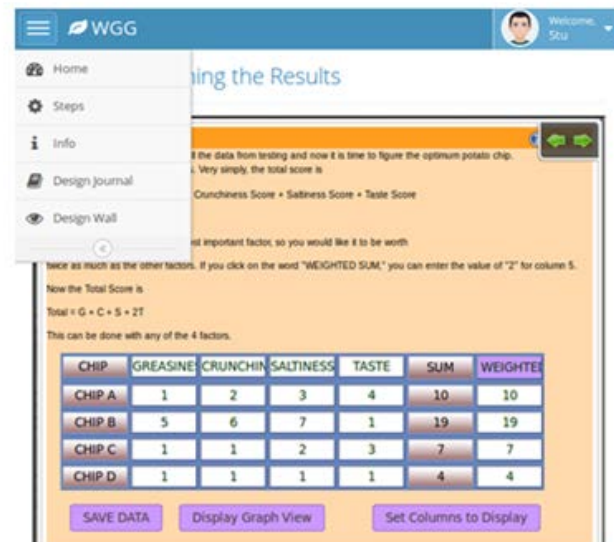 WGG
Welcome,
Stu
Home
Steps
Info
Design Journal
Design Wall
ning the Results
the data from testing and now it is time to figure the optimum potato chip.
. Very simply, the total score is
Crunchiness Score + Saltiness Score + Taste Score
important factor, so you would like it to be worth
twice as much as the other factors. If you click on the word "WEIGHTED SUM," you can enter the value of "2" for column 5.
Now the Total Score is
Total = G + C + S + 2T
This can be done with any of the 4 factors.
CHIP GREASINES CRUNCHIN SALTINESS TASTE SUM WEIGHTED
CHIP A 1 2 3 4 10 10
CHIP B 5 6 7 1 19 19
CHIP C 1 1 2 3 7 7
CHIP D 1 1 1 1 4 4
SAVE DATA Display Graph View Set Columns to Display